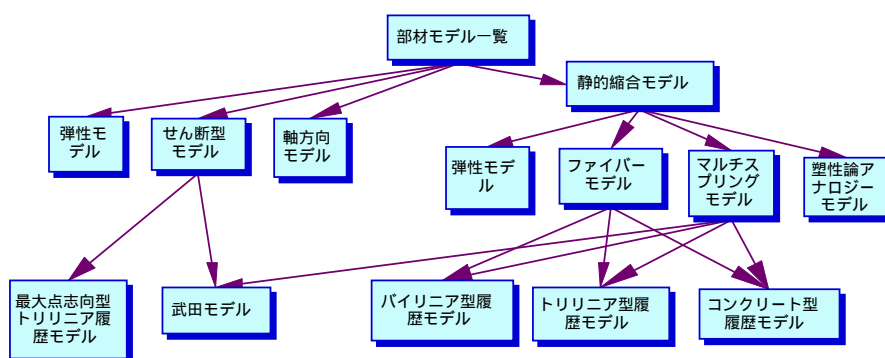 部材モデル一覧
静的縮合モデル
弾性モ
デル
せん断型
モデル
軸方向
モデル
弾性モデ
ル
ファイバー
モデル
マルチス
プリング
モデル
塑性論ア
ナロジー
モデル
最大点志向型
トリリニア履
歴モデル
武田モデル
バイリニア型履
歴モデル
トリリニア型履
歴モデル
コンクリート型
履歴モデル